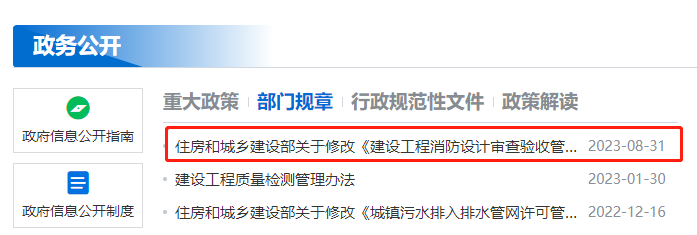 政务公开
重大政策 部门规章 行政规范性文件 政策解读
政府信息公开指南
住房和城乡建设部关于修改《建设工程消防设计审查验收管... 2023-08-31
建设工程质量检测管理办法 2023-01-30
政府信息公开制度
住房和城乡建设部关于修改《城镇污水排入排水管网许可管... 2022-12-16